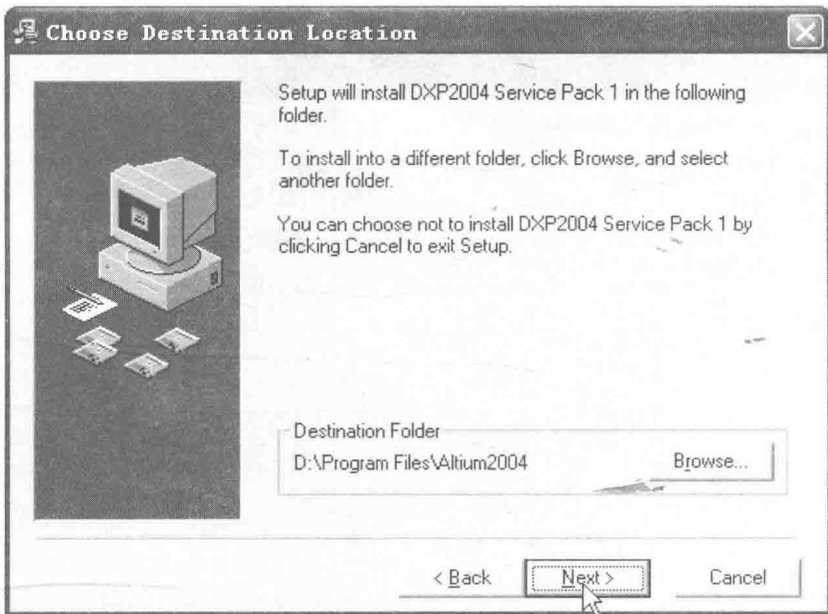 Choose Destination Location
Setup will install DXP2004 Service Pack 1 in the following
folder.
To install into a different folder, click Browse, and select
another folder.
You can choose not to install DXP2004 Service Pack 1 by
clicking Cancel to exit Setup.
Destination Folder
D:\Program Files\Altium2004
Browse...
< Back
Next >
Cancel